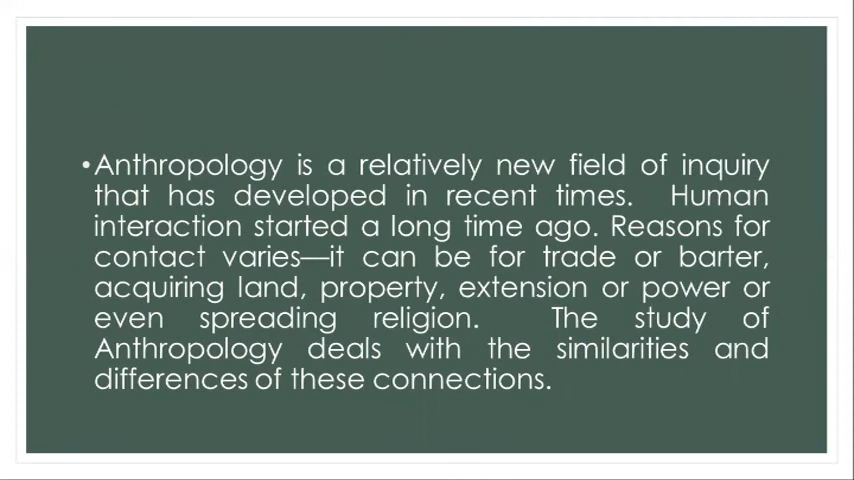 •Anthropology is a relatively new field of inquiry
that has developed in recent times.  Human
interaction started a long time ago. Reasons for
contact varies—it can be for trade or barter,
acquiring land, property, extension or power or
even spreading religion.  The study of
Anthropology deals with the similarities and
differences of these connections.